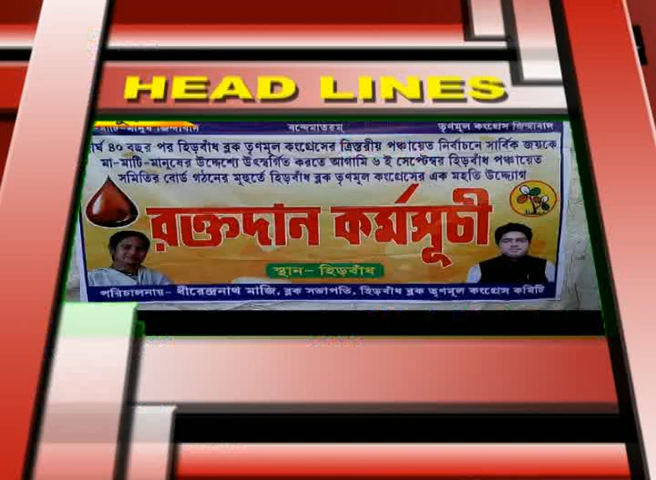 HEAD LINES
মাটি-মানুষ জিন্দাবাদ বন্দেমাতরম্ তৃণমূল কংগ্রেস জিন্দাবাদ
৪০ বছর পর হিড়বাঁধ ব্লক তৃণমূল কংগ্রেসের ত্রিস্তরীয় পঞ্চায়েত নির্বাচনে সার্বিক জয়কে
মা-মাটি-মানুষের উদ্দেশ্যে উৎস্বর্গিত করতে আগামি ৬ ই সেপ্টেম্বর হিড়বাঁধ পঞ্চায়েত
সমিতির বোর্ড গঠনের মূহুর্তে হিড়বাঁধ ব্লক তৃণমূল কংগ্রেসের এক মহতি উদ্দ্যোগ
রক্তদান কর্মসূচী
স্থান- হিড়বাঁধ
পরিচালনায়- ধীরেন্দ্রনাথ মাজি, ব্লক সভাপতি, হিড়বাঁধ ব্লক তৃণমূল কংগ্রেস কমিটি